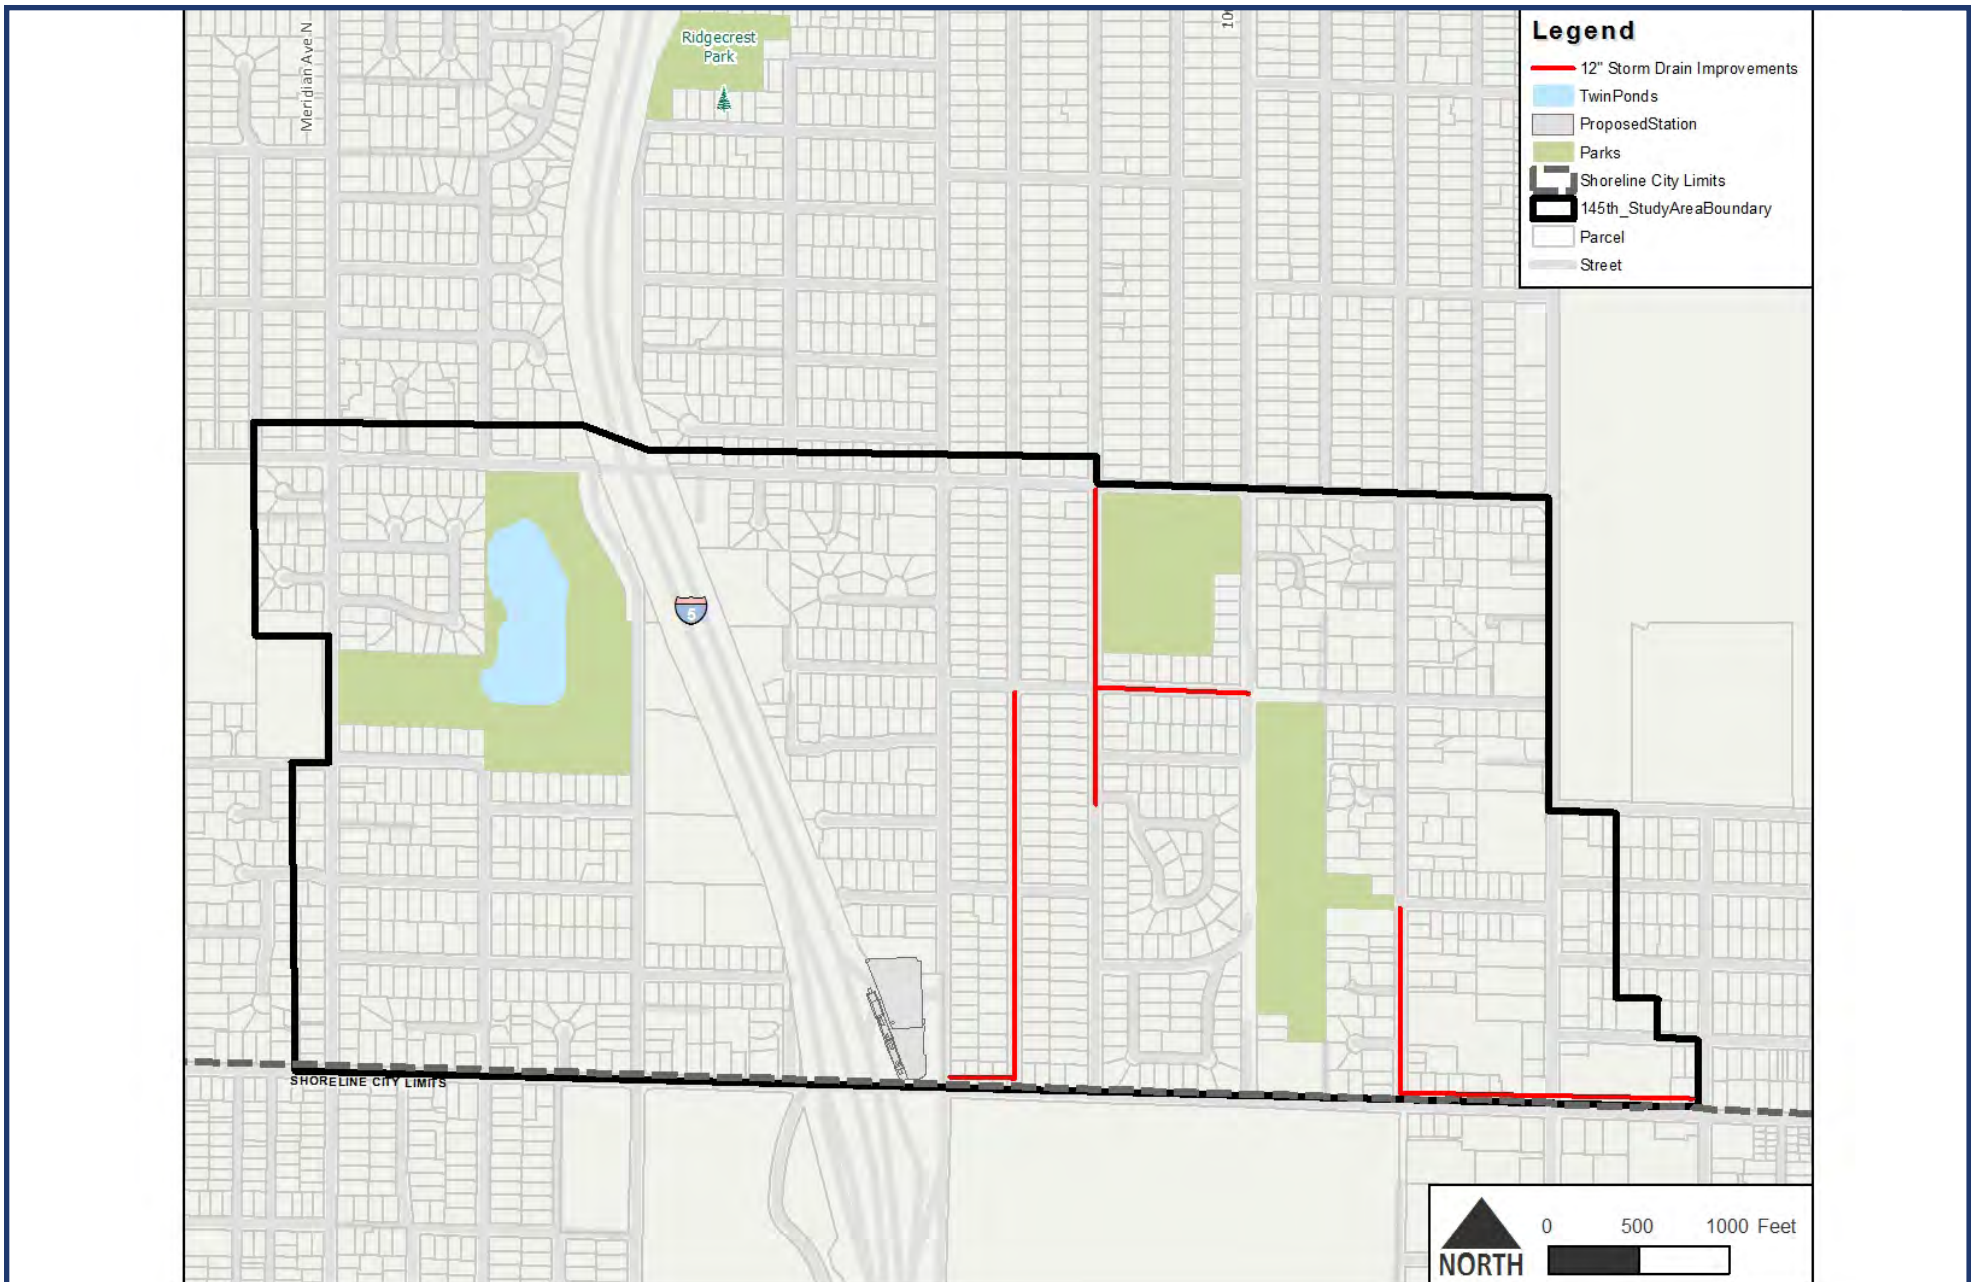 Meridian Ave N
Ridgecrest
Park
10
Legend
12" Storm Drain Improvements
TwinPonds
ProposedStation
Parks
Shoreline City Limits
145th_StudyAreaBoundary
Parcel
Street
5
SHORELINE CITY LIMITS
0 500 1000 Feet
NORTH